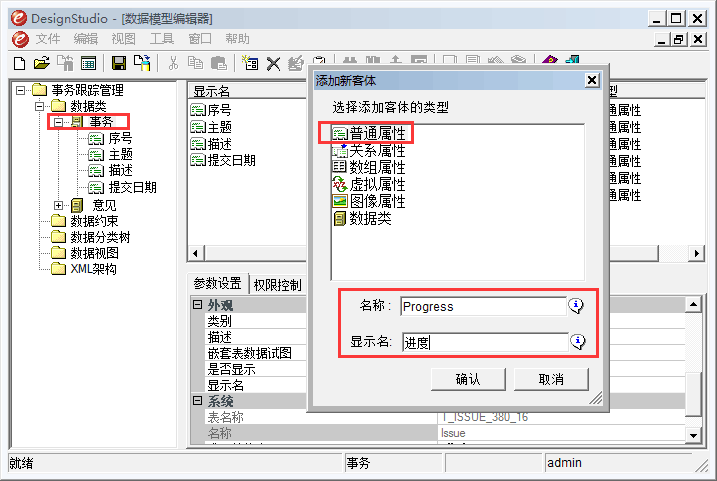 DesignStudio - [数据模型编辑器]
文件 编辑 视图 工具 窗口 帮助
事务跟踪管理
数据类
事务
序号
主题
描述
提交日期
意见
数据约束
数据分类树
数据视图
XML架构
显示名
序号
主题
描述
提交日期
型
通属性
通属性
通属性
通属性
通属性
通属性
添加新客体
选择添加客体的类型
普通属性
关系属性
数组属性
虚拟属性
图像属性
数据类
名称: Progress
显示名: 进度
确认 取消
参数设置 权限控制
外观
类别
描述
嵌套表数据试图
是否显示
显示名
系统
表名称 T_ISSUE_380_16
名称 Issue
就绪 事务 admin